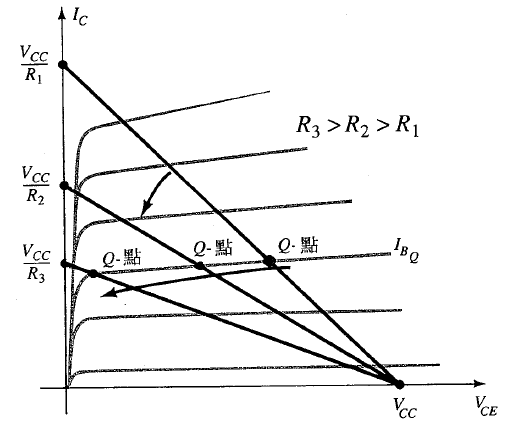 I_C
V_CC/R_1
R_3 > R_2 > R_1
V_CC/R_2
V_CC/R_3
Q-點
Q-點
Q-點
I_BQ
V_CC
V_CE